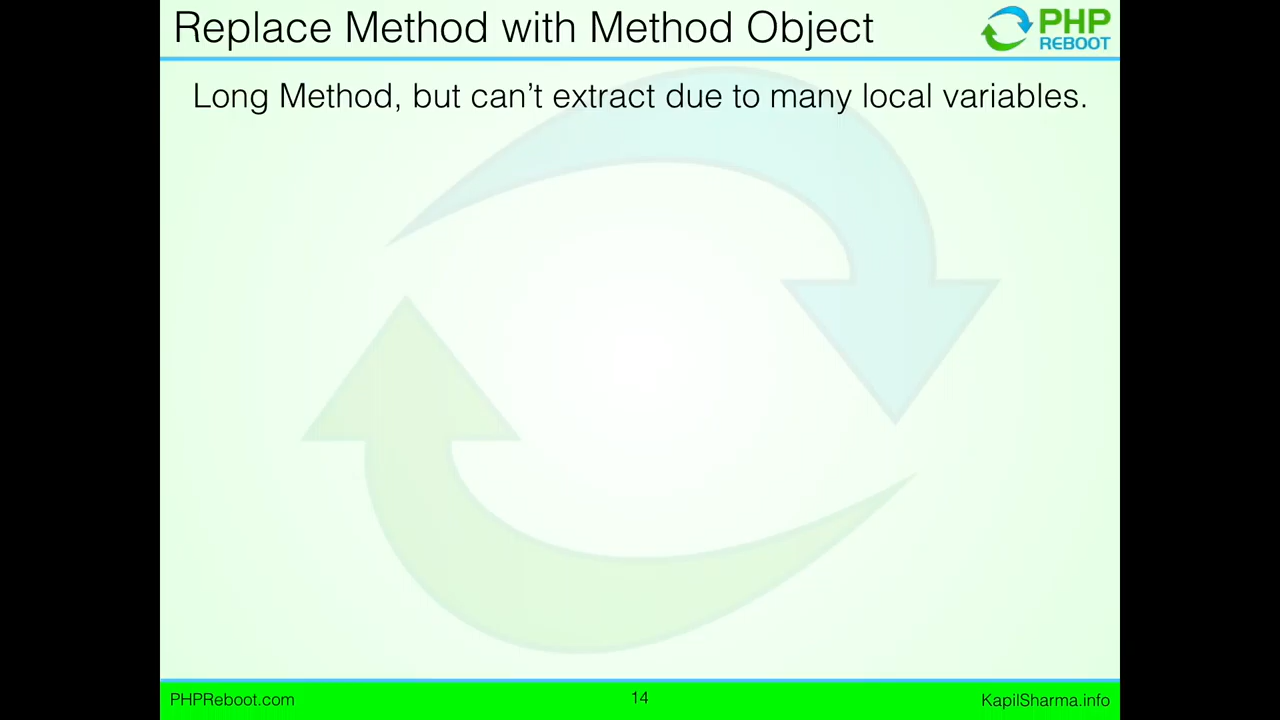 Replace Method with Method Object
PHP
REBOOT
Long Method, but can't extract due to many local variables.
PHPReboot.com
14
KapilSharma.info